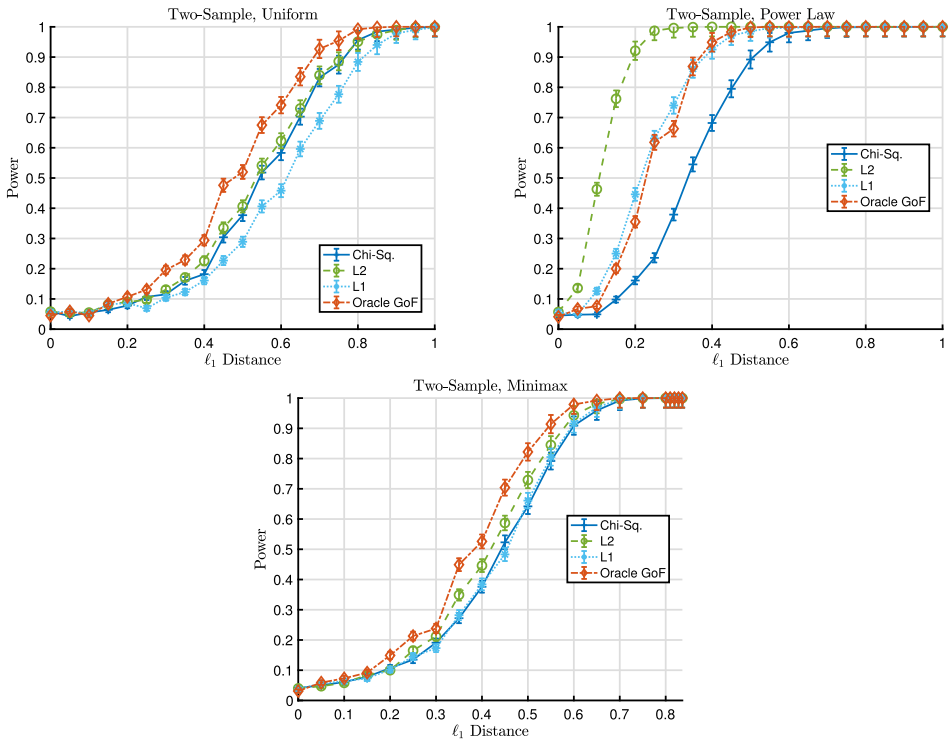 Two-Sample, Uniform
Power
1
0.9
0.8
0.7
0.6
0.5
0.4
0.3
0.2
0.1
0
0 0.2 0.4 0.6 0.8 1
ℓ₁ Distance
Chi-Sq.
L2
L1
Oracle GoF
Two-Sample, Power Law
Power
1
0.9
0.8
0.7
0.6
0.5
0.4
0.3
0.2
0.1
0
0 0.2 0.4 0.6 0.8 1
ℓ₁ Distance
Chi-Sq.
L2
L1
Oracle GoF
Two-Sample, Minimax
Power
1
0.9
0.8
0.7
0.6
0.5
0.4
0.3
0.2
0.1
0
0 0.1 0.2 0.3 0.4 0.5 0.6 0.7 0.8
ℓ₁ Distance
Chi-Sq.
L2
L1
Oracle GoF